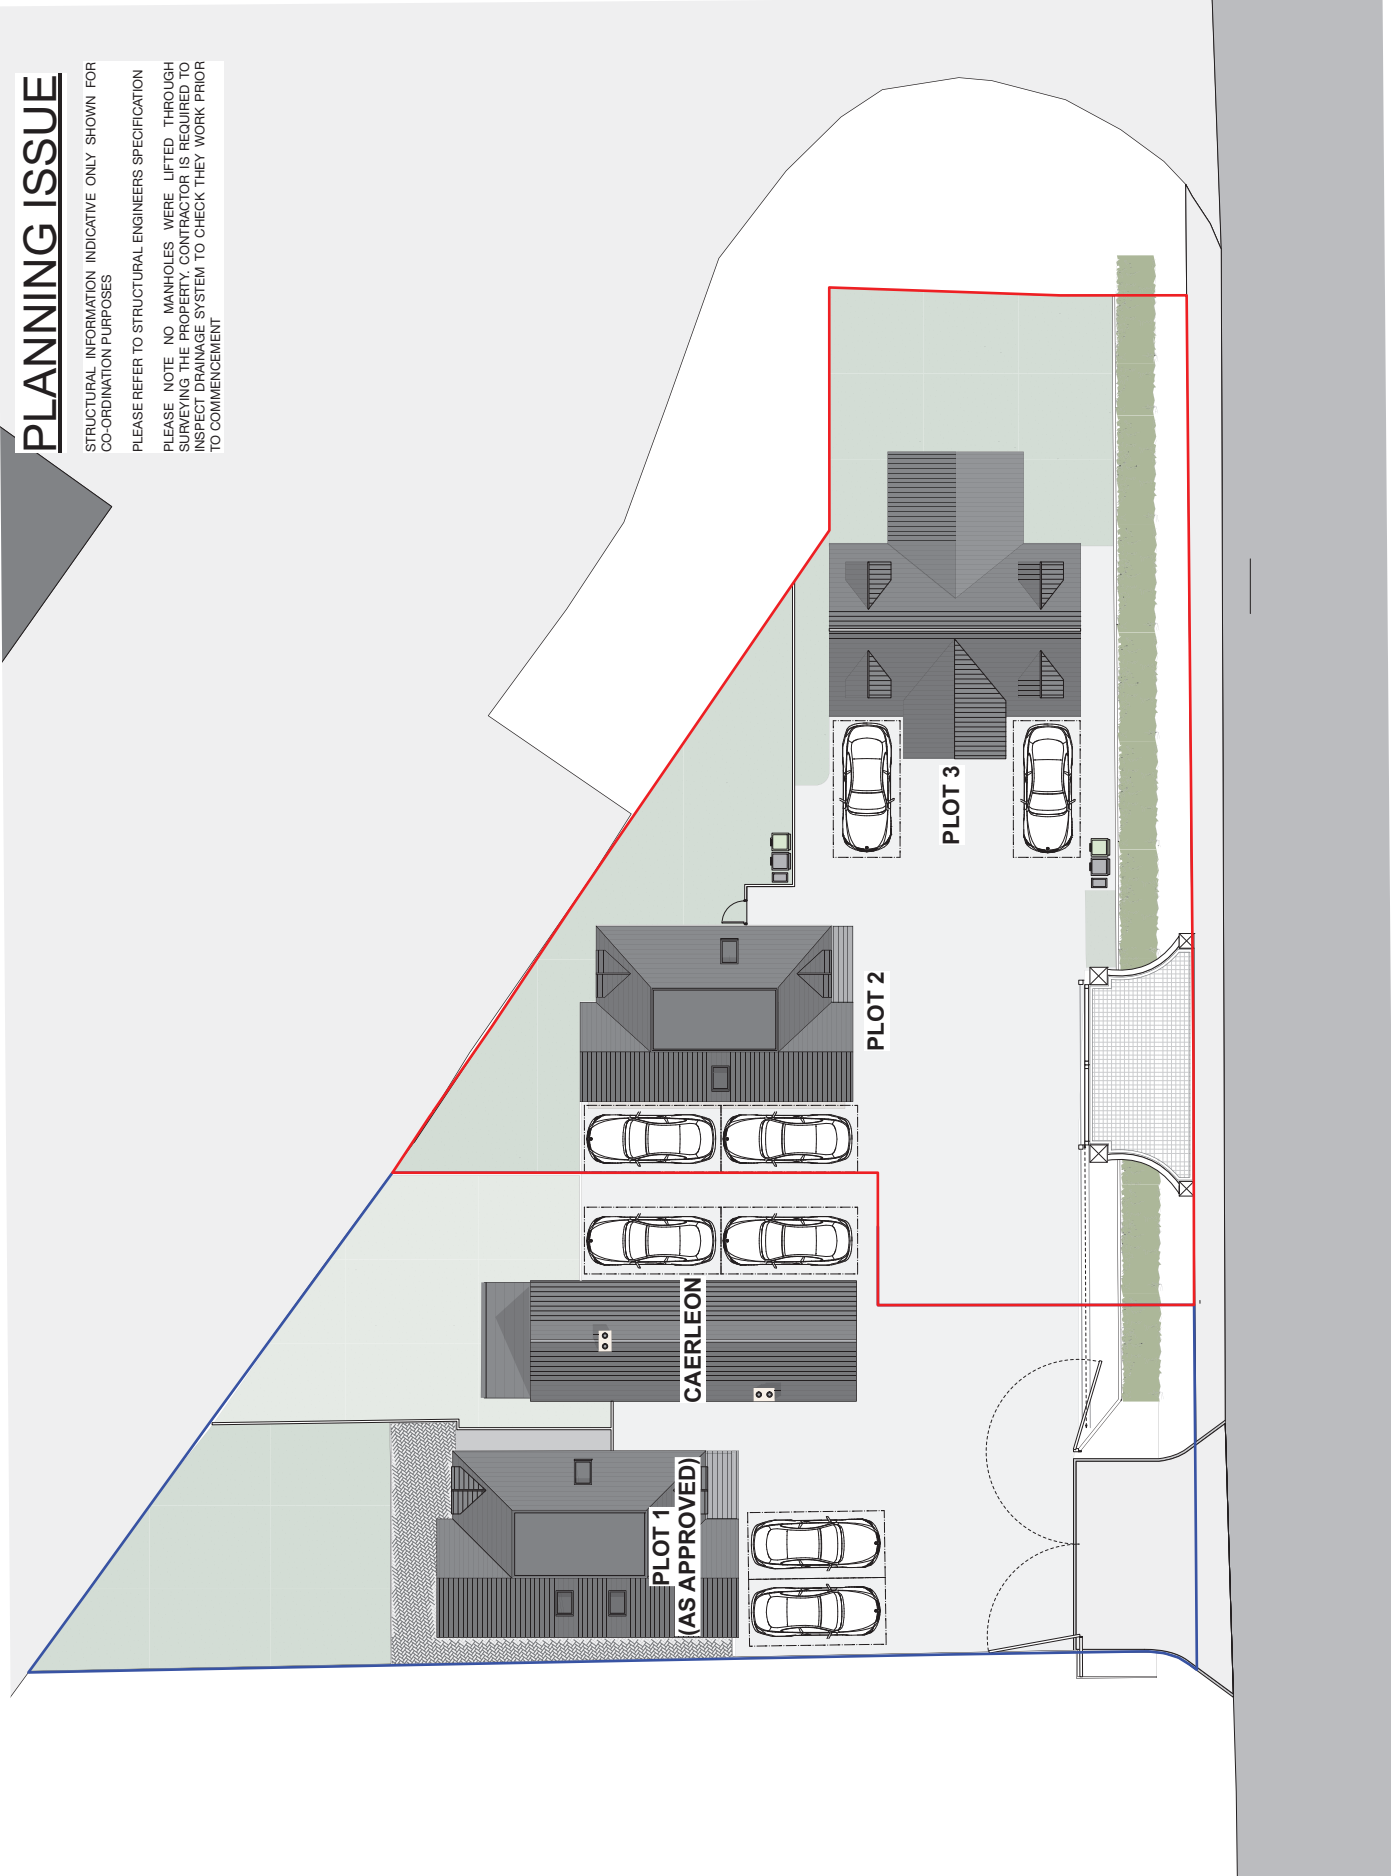 PLANNING ISSUE
STRUCTURAL INFORMATION INDICATIVE ONLY SHOWN FOR
CO-ORDINATION PURPOSES
PLEASE REFER TO STRUCTURAL ENGINEERS SPECIFICATION
PLEASE NOTE NO MANHOLES WERE LIFTED THROUGH
SURVEYING THE PROPERTY. CONTRACTOR IS REQUIRED TO
INSPECT DRAINAGE SYSTEM TO CHECK THEY WORK PRIOR
TO COMMENCEMENT
PLOT 1
(AS APPROVED)
CAERLEON
PLOT 2
PLOT 3